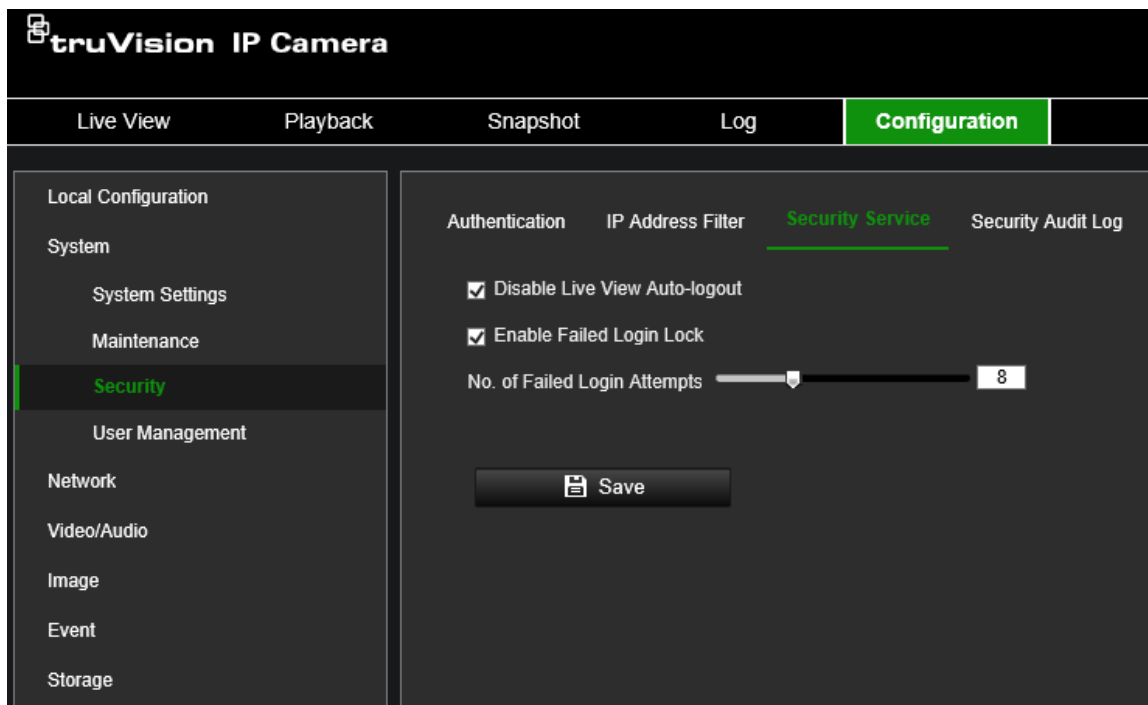 truVision IP Camera
Live View Playback Snapshot Log Configuration
Local Configuration
System
System Settings
Maintenance
Security
User Management
Network
Video/Audio
Image
Event
Storage
Authentication IP Address Filter Security Service Security Audit Log
Disable Live View Auto-logout
Enable Failed Login Lock
No. of Failed Login Attempts 8
Save